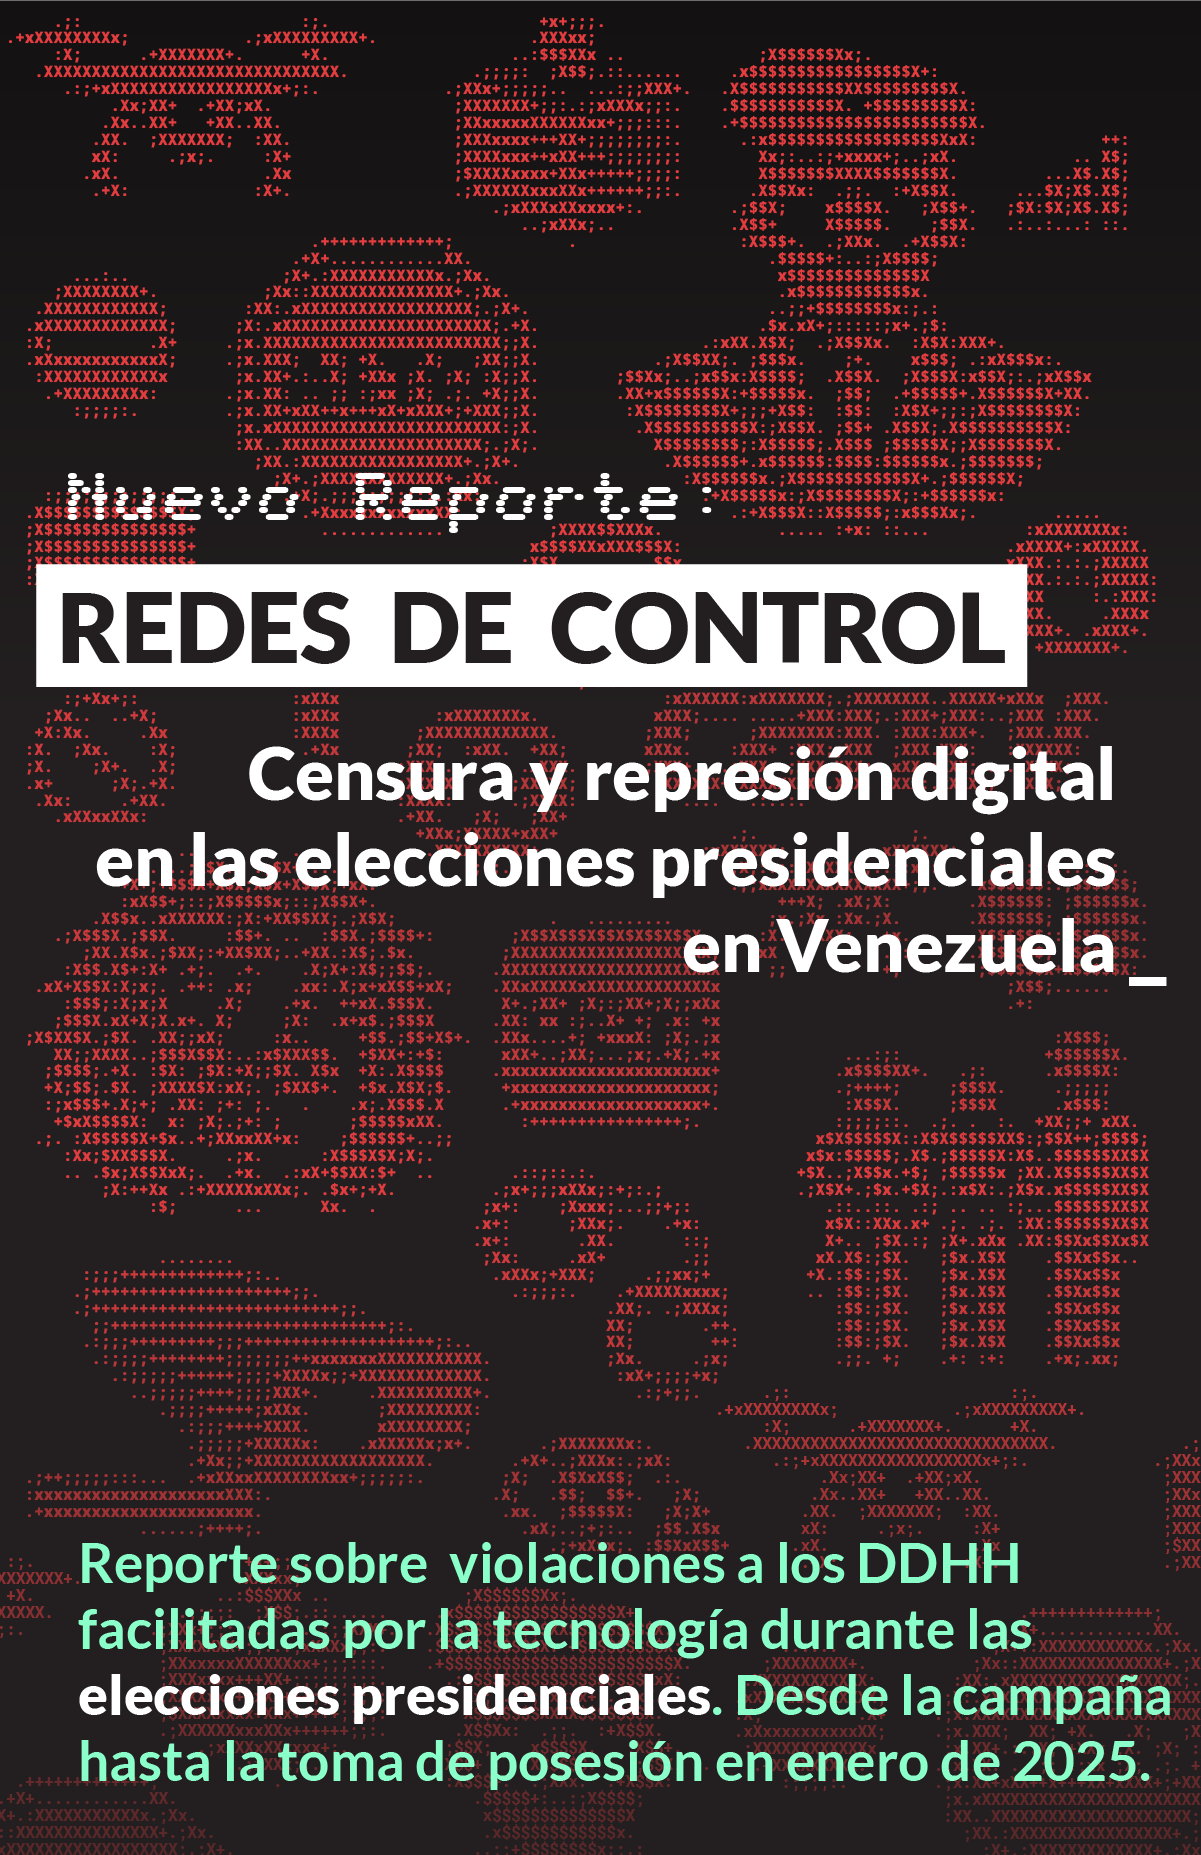 Nuevo Reporte:
REDES DE CONTROL
Censura y represión digital
en las elecciones presidenciales
en Venezuela_
Reporte sobre violaciones a los DDHH
facilitadas por la tecnología durante las
elecciones presidenciales. Desde la campaña
hasta la toma de posesión en enero de 2025.